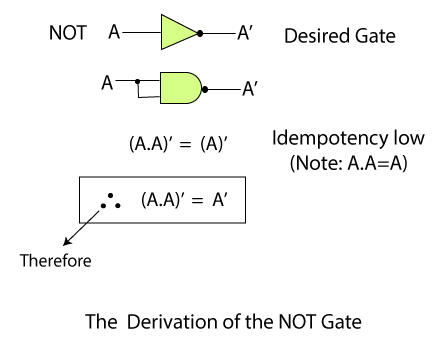 NOT A A’ Desired Gate
A A’
(A.A)’ = (A)’ Idempotency low
(Note: A.A=A)
∴ (A.A)’ = A’
Therefore
The Derivation of the NOT Gate